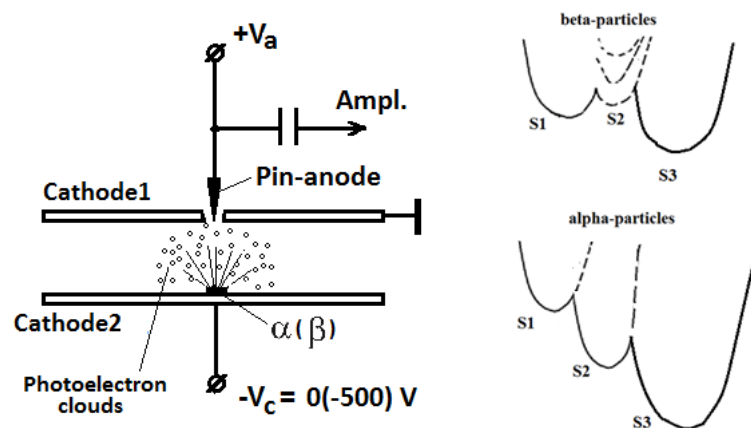 +Va
Ampl.
Pin-anode
Cathode1
Cathode2
α(β)
Photoelectron
clouds
-Vc = 0(-500) V
beta-particles
S1
S2
S3
alpha-particles
S1
S2
S3